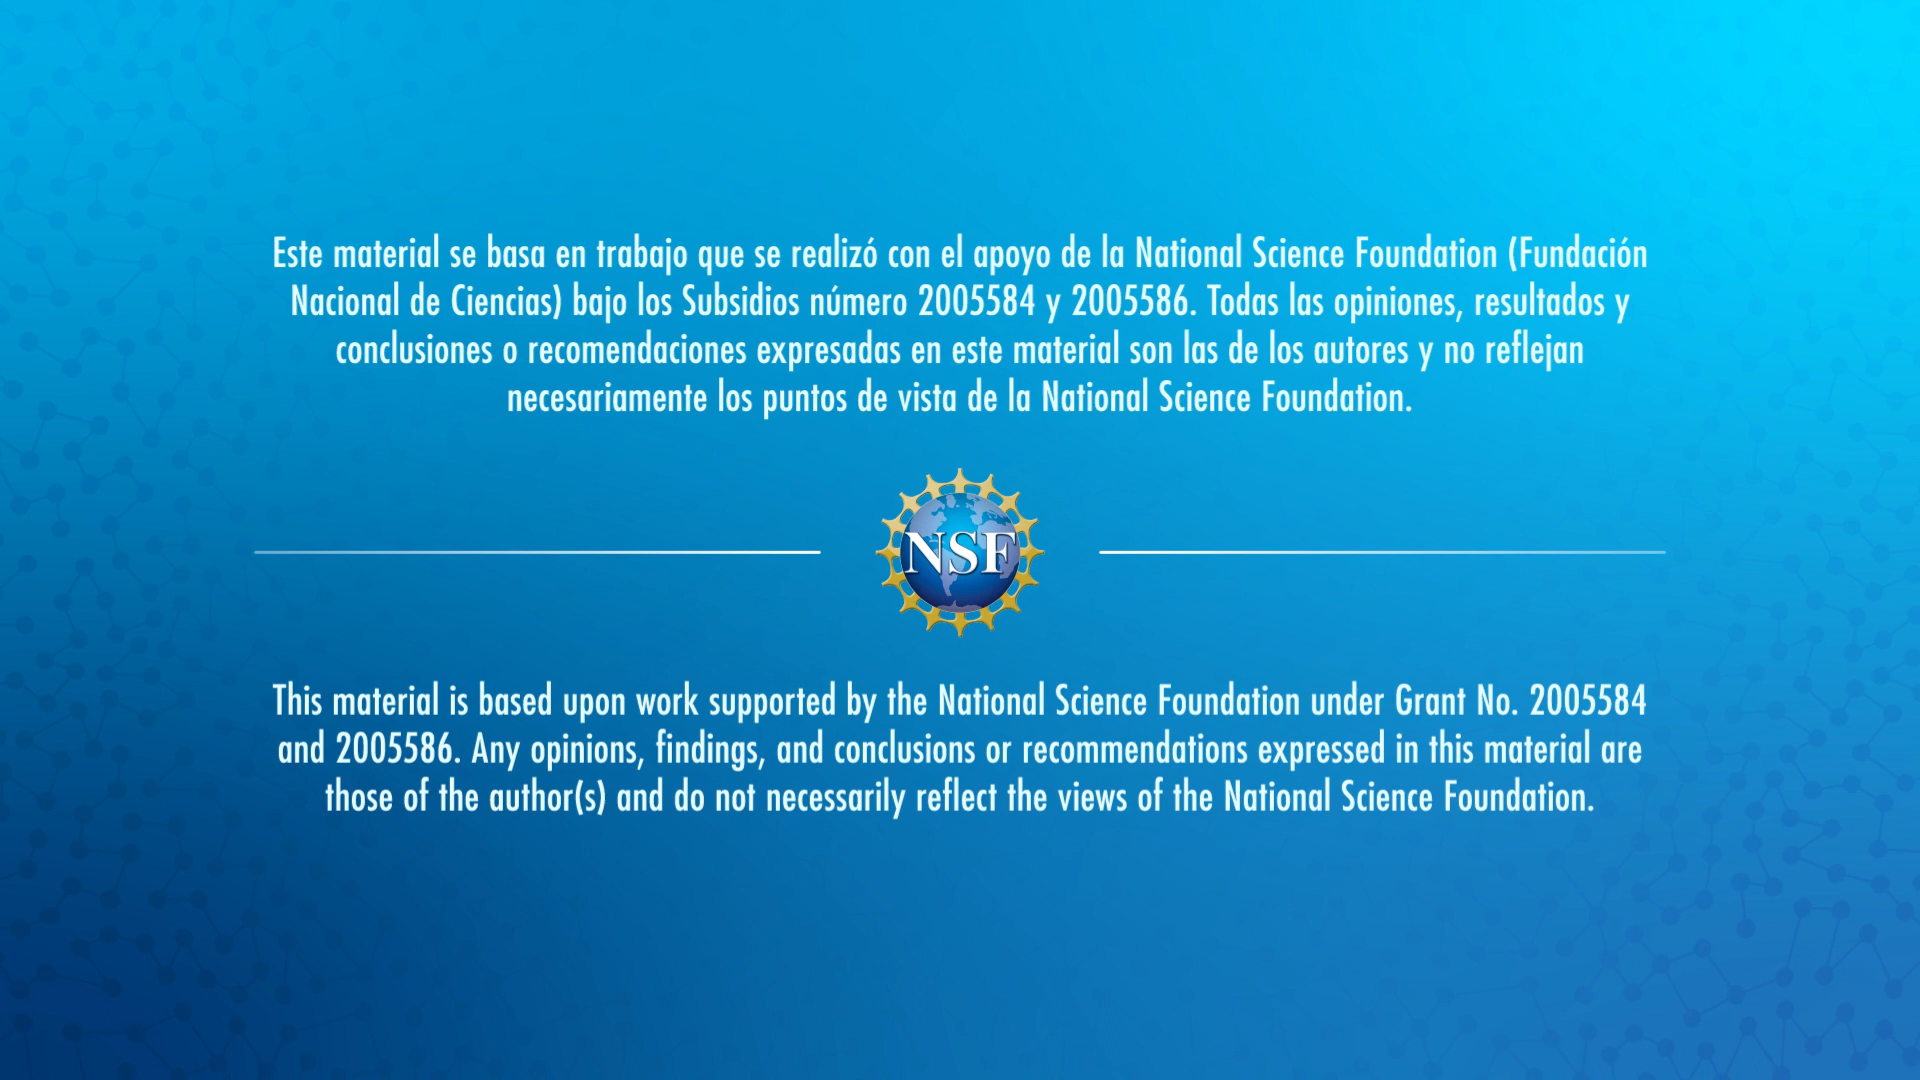 Este material se basa en trabajo que se realizó con el apoyo de la National Science Foundation (Fundación
Nacional de Ciencias) bajo los Subsidios número 2005584 y 2005586. Todas las opiniones, resultados y
conclusiones o recomendaciones expresadas en este material son las de los autores y no reflejan
necesariamente los puntos de vista de la National Science Foundation.
NSF
This material is based upon work supported by the National Science Foundation under Grant No. 2005584
and 2005586. Any opinions, findings, and conclusions or recommendations expressed in this material are
those of the author(s) and do not necessarily reflect the views of the National Science Foundation.